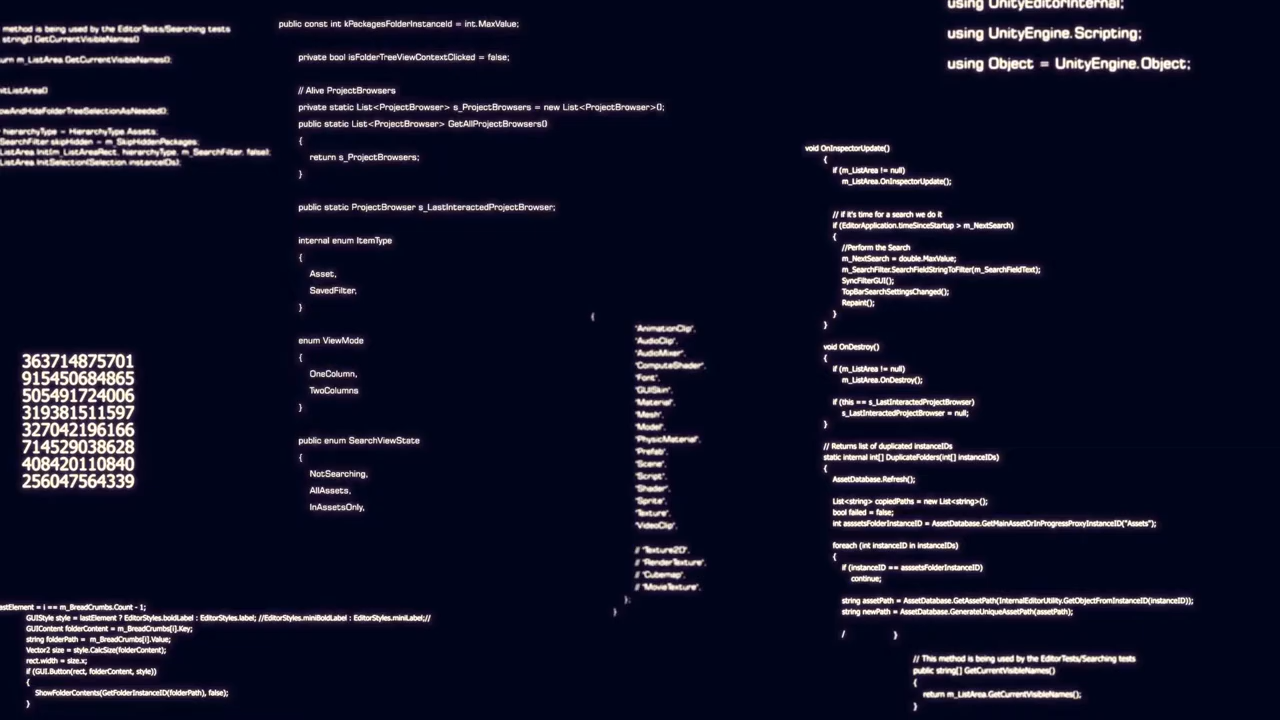 method is being used by the EditorTests/Searching tests
string[] GetCurrentVisibleNames()
urn m_ListArea.GetCurrentVisibleNames();
nitListArea()
owAndHideFolderTreeSelectionAsNeeded();
hierarchyType = HierarchyType.Assets;
SearchFilter.skipHidden = m_SkipHiddenPackages;
ListArea.Init(m_ListAreaRect, hierarchyType, m_SearchFilter, false);
ListArea.InitSelection(Selection.instanceIDs);
public const int kPackagesFolderInstanceId = int.MaxValue;
private bool isFolderTreeViewContextClicked = false;
// Alive ProjectBrowsers
private static List<ProjectBrowser> s_ProjectBrowsers = new List<ProjectBrowser>();
public static List<ProjectBrowser> GetAllProjectBrowsers()
{
return s_ProjectBrowsers;
}
public static ProjectBrowser s_LastInteractedProjectBrowser;
internal enum ItemType
{
Asset,
SavedFilter,
}
enum ViewMode
{
OneColumn,
TwoColumns
}
public enum SearchViewState
{
NotSearching,
AllAssets,
InAssetsOnly,
using UnityEditorInternal;
using UnityEngine.Scripting;
using Object = UnityEngine.Object;
363714875701
915450684865
505491724006
319381511597
327042196166
714529038628
408420110840
256047564339
{
"AnimationClip",
"AudioClip",
"AudioMixer",
"ComputeShader",
"Font",
"GUISkin",
"Material",
"Mesh",
"Model",
"PhysicMaterial",
"Prefab",
"Scene",
"Script",
"Shader",
"Sprite",
"Texture",
"VideoClip",
// "Texture2D",
// "RenderTexture",
// "Cubemap",
// "MovieTexture",
};
}
void OnInspectorUpdate()
{
if (m_ListArea != null)
m_ListArea.OnInspectorUpdate();
// if it's time for a search we do it
if (EditorApplication.timeSinceStartup > m_NextSearch)
{
//Perform the Search
m_NextSearch = double.MaxValue;
m_SearchFilter.SearchFieldStringToFilter(m_SearchFieldText);
SyncFilterGUI();
TopBarSearchSettingsChanged();
Repaint();
}
}
void OnDestroy()
{
if (m_ListArea != null)
m_ListArea.OnDestroy();
if (this == s_LastInteractedProjectBrowser)
s_LastInteractedProjectBrowser = null;
}
// Returns list of duplicated instanceIDs
static internal int[] DuplicateFolders(int[] instanceIDs)
{
AssetDatabase.Refresh();
List<string> copiedPaths = new List<string>();
bool failed = false;
int asssetsFolderInstanceID = AssetDatabase.GetMainAssetOrInProgressProxyInstanceID("Assets");
foreach (int instanceID in instanceIDs)
{
if (instanceID == asssetsFolderInstanceID)
continue;
string assetPath = AssetDatabase.GetAssetPath(InternalEditorUtility.GetObjectFromInstanceID(instanceID));
string newPath = AssetDatabase.GenerateUniqueAssetPath(assetPath);
/ }
astElement = i == m_BreadCrumbs.Count - 1;
GUIStyle style = lastElement ? EditorStyles.boldLabel : EditorStyles.label; //EditorStyles.miniBoldLabel : EditorStyles.miniLabel;//
GUIContent folderContent = m_BreadCrumbs[i].Key;
string folderPath = m_BreadCrumbs[i].Value;
Vector2 size = style.CalcSize(folderContent);
rect.width = size.x;
if (GUI.Button(rect, folderContent, style))
{
ShowFolderContents(GetFolderInstanceID(folderPath), false);
}
// This method is being used by the EditorTests/Searching tests
public string[] GetCurrentVisibleNames()
{
return m_ListArea.GetCurrentVisibleNames();
}